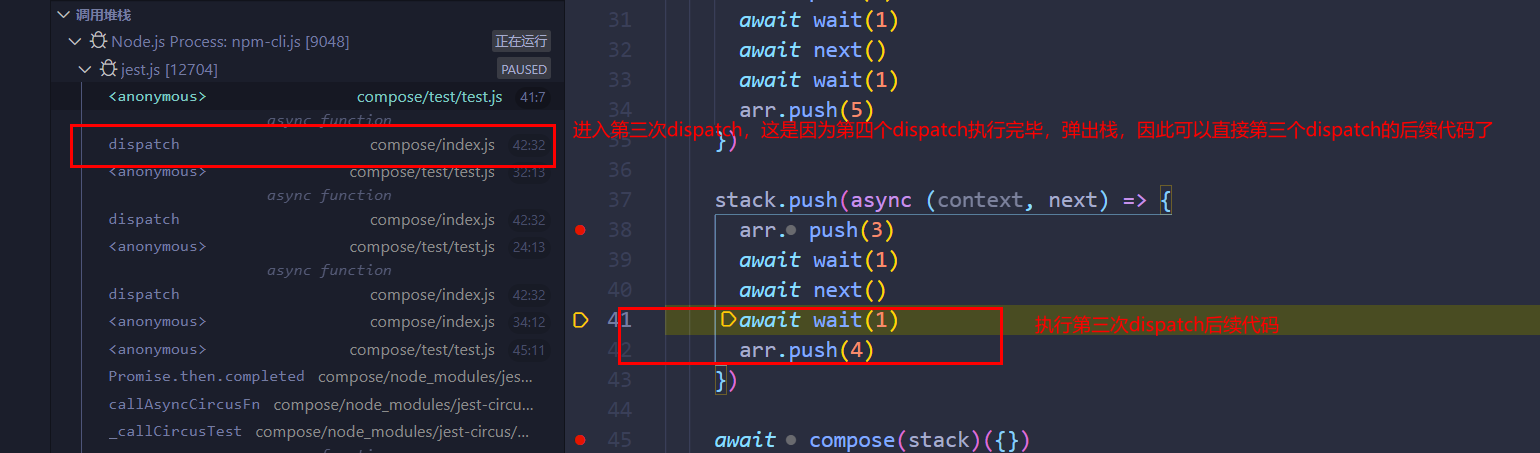 调用堆栈
Node.js Process: npm-cli.js [9048] 正在运行
jest.js [12704] PAUSED
<anonymous> compose/test/test.js 41:7
async function
dispatch compose/index.js 42:32
<anonymous> compose/test/test.js 32:13
async function
dispatch compose/index.js 42:32
<anonymous> compose/test/test.js 24:13
async function
dispatch compose/index.js 42:32
<anonymous> compose/index.js 34:12
<anonymous> compose/test/test.js 45:11
Promise.then.completed compose/node_modules/jes...
callAsyncCircusFn compose/node_modules/jest-circu...
_callCircusTest compose/node_modules/jest-circus/...
31 await wait(1)
32 await next()
33 await wait(1)
34 arr.push(5)
进入第三次dispatch，这是因为第四个dispatch执行完毕，弹出栈，因此可以直接第三个dispatch的后续代码了
35 })
36
37 stack.push(async (context, next) => {
38 arr. push(3)
39 await wait(1)
40 await next()
41 await wait(1)
执行第三次dispatch后续代码
42 arr.push(4)
43 })
44
45 await compose(stack)({})